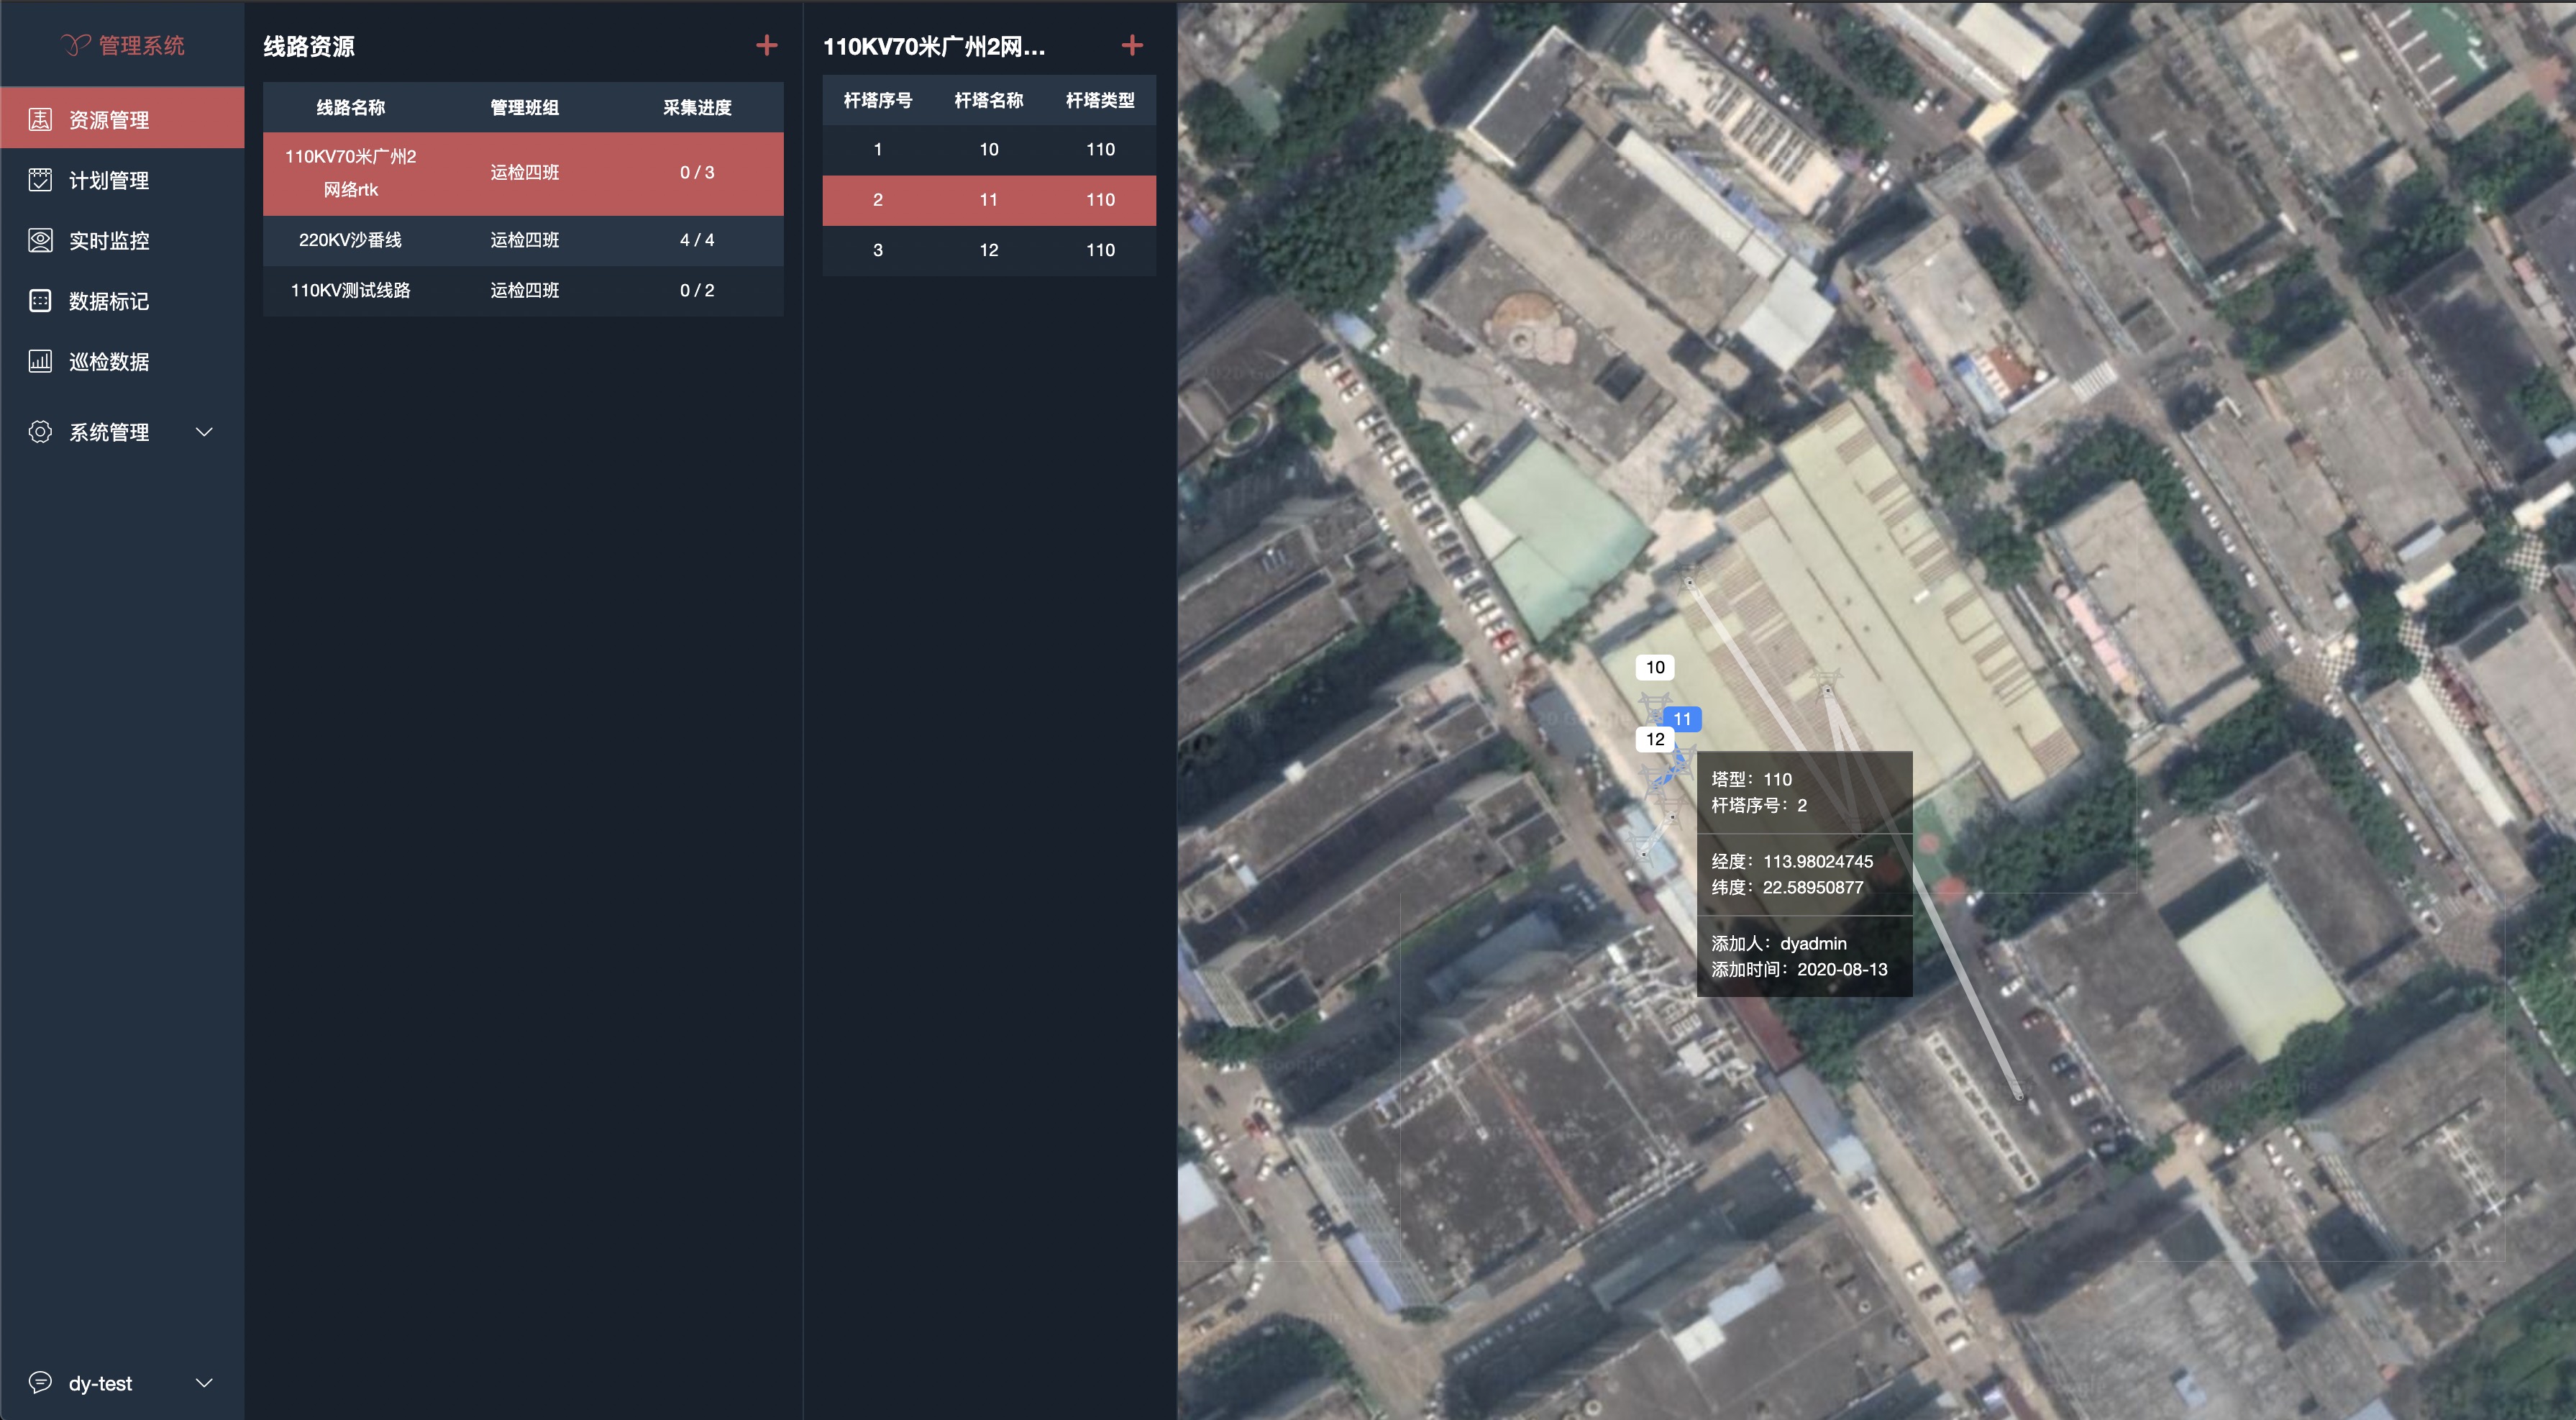 管理系统
资源管理
计划管理
实时监控
数据标记
巡检数据
系统管理
dy-test
线路资源
线路名称 管理班组 采集进度
110KV70米广州2
网络rtk 运检四班 0 / 3
220KV沙番线 运检四班 4 / 4
110KV测试线路 运检四班 0 / 2
110KV70米广州2网...
杆塔序号 杆塔名称 杆塔类型
1 10 110
2 11 110
3 12 110
10
11
12
塔型：110
杆塔序号：2
经度：113.98024745
纬度：22.58950877
添加人：dyadmin
添加时间：2020-08-13